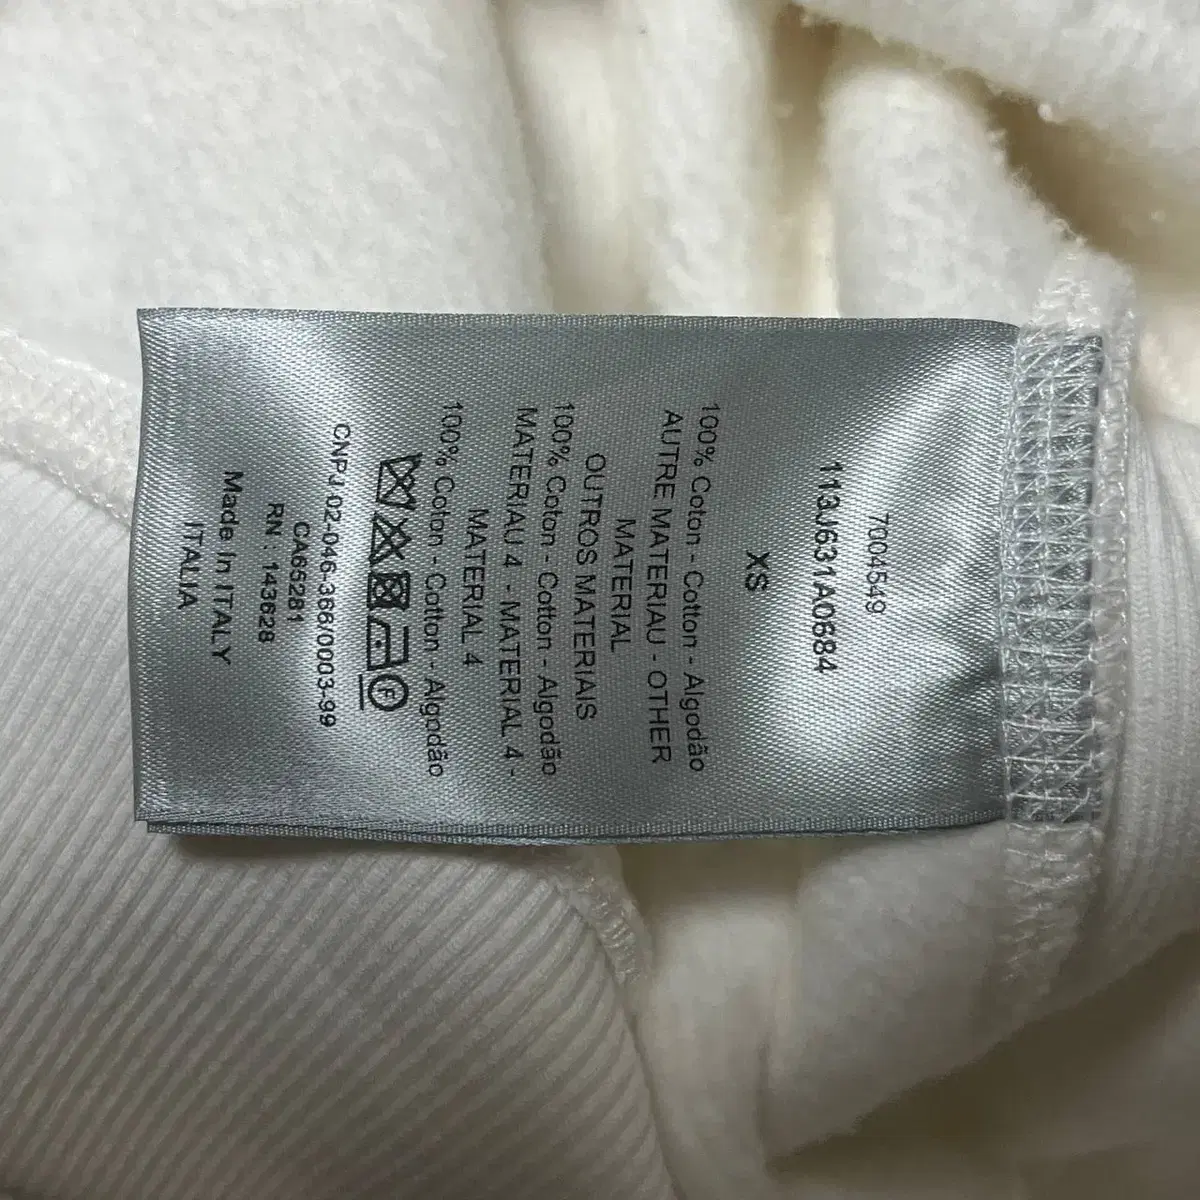 7004549
113J631A0684
XS
100% Coton - Cotton - Algodão
AUTRE MATERIAU - OTHER
MATERIAL
OUTROS MATERIAIS
100% Coton - Cotton - Algodão
MATERIAU 4 - MATERIAL 4 -
MATERIAL 4
100% Coton - Cotton - Algodão
F
CNPJ 02-046-366/0003-99
CA65281
RN : 143628
Made In ITALY
ITALIA